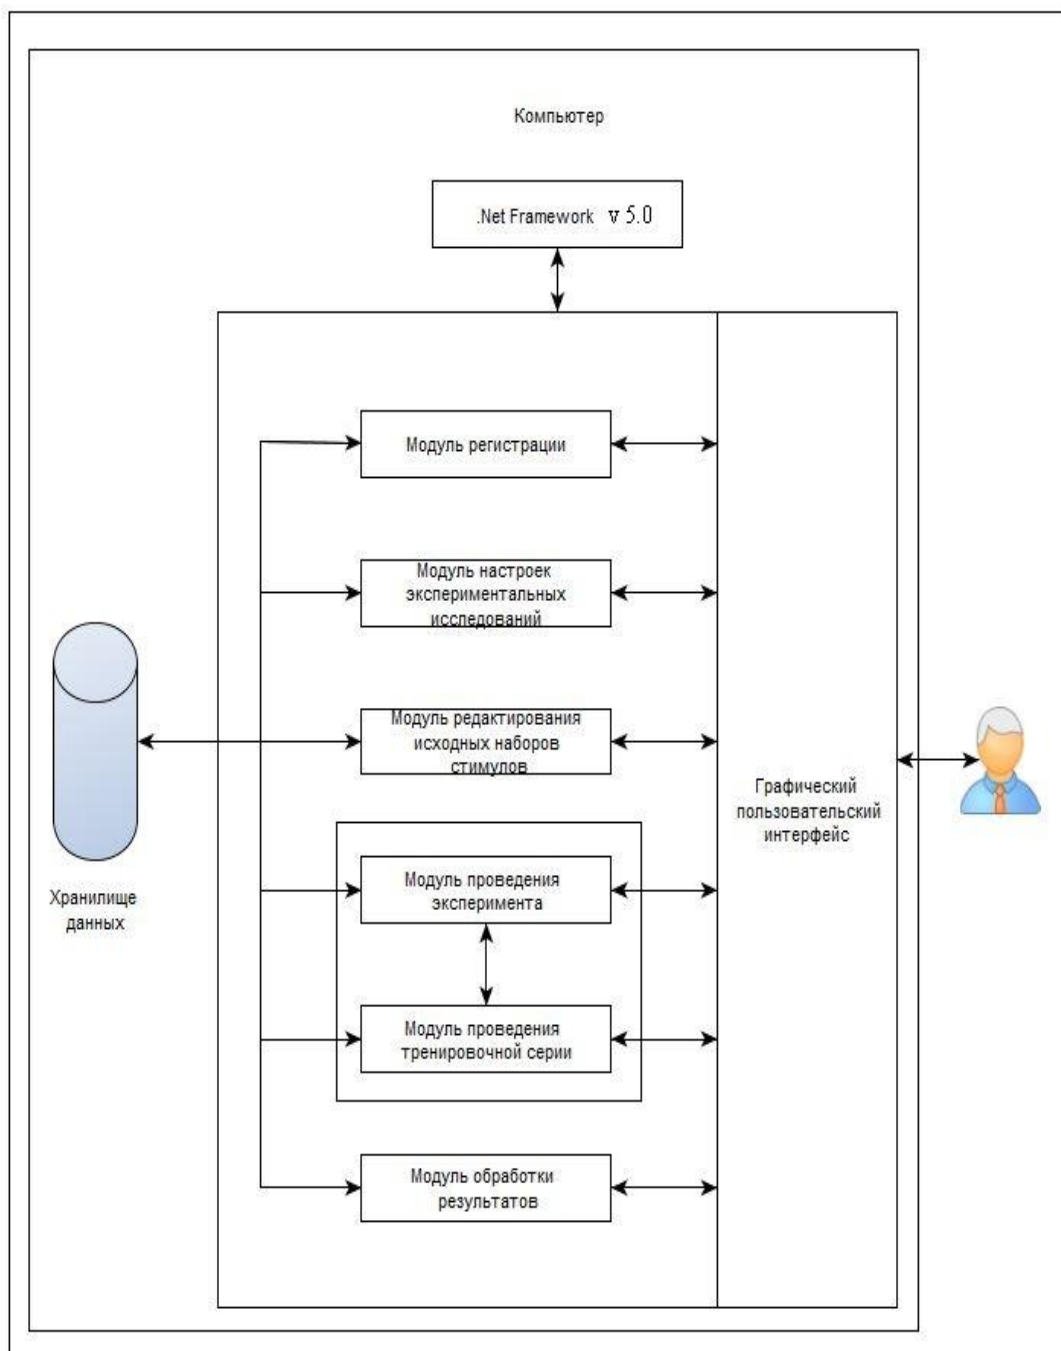 Компьютер
.Net Framework v 5.0
Модуль регистрации
Модуль настроек
экспериментальных
исследований
Модуль редактирования
исходных наборов
стимулов
Графический
пользовательский
интерфейс
Модуль проведения
эксперимента
Хранилище
данных
Модуль проведения
тренировочной серии
Модуль обработки
результатов